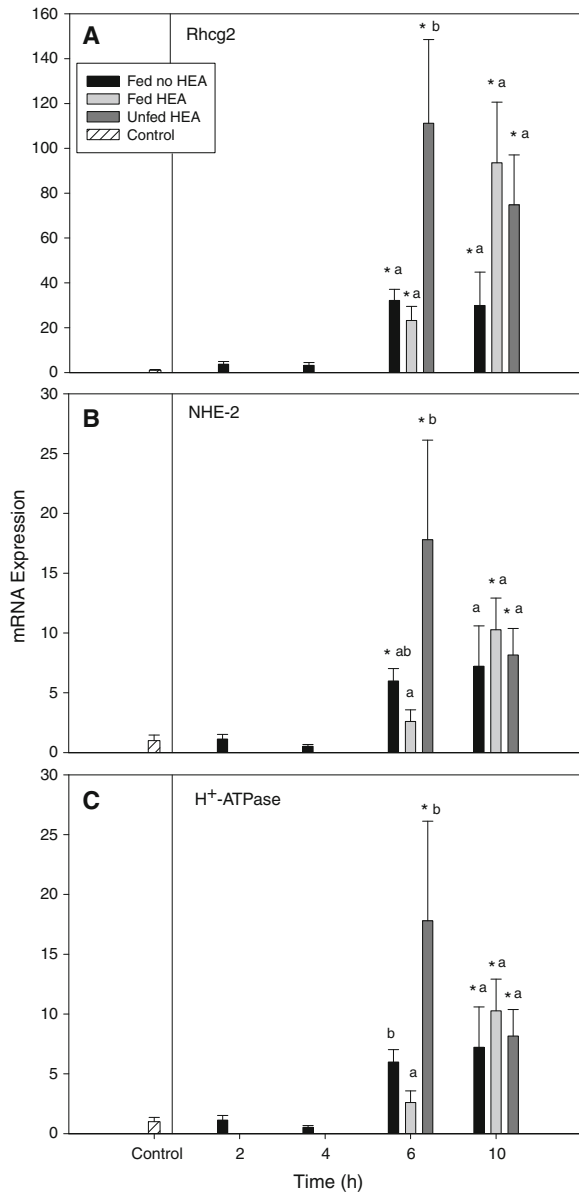 160
A
Rhcg2
* b
140
Fed no HEA
Fed HEA
Unfed HEA
Control
120
* a
* a
100
80
60
* a
* a
* a
40
20
0
30
B
NHE-2
* b
25
20
15
* a
a
* a
10
* ab
a
5
0
mRNA Expression
30
C
H+-ATPase
* b
25
20
15
* a
* a
* a
10
b
a
5
0
Control 2 4 6 10
Time (h)